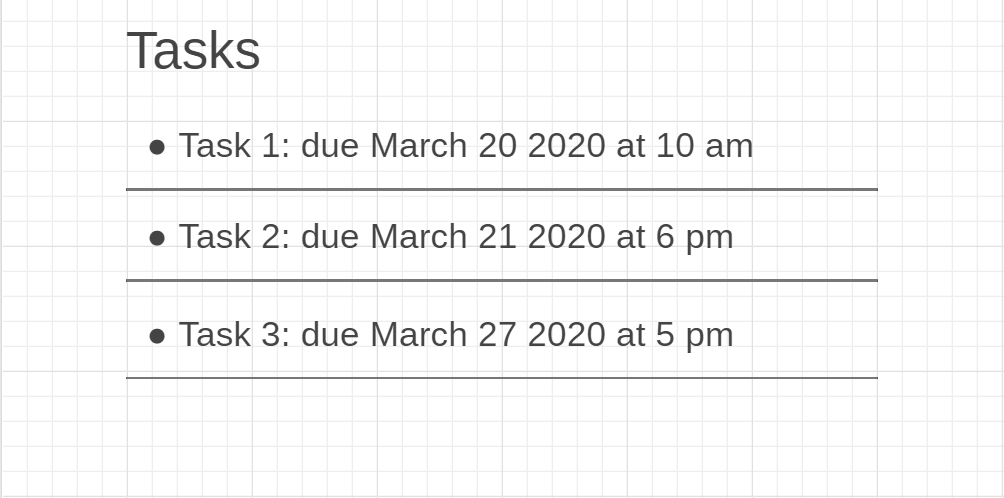 Tasks
● Task 1: due March 20 2020 at 10 am
● Task 2: due March 21 2020 at 6 pm
● Task 3: due March 27 2020 at 5 pm